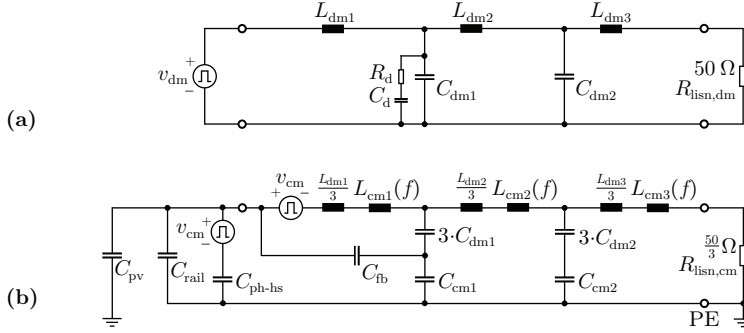 L_dm1 L_dm2 L_dm3
+
v_dm
−
R_d
C_d
C_dm1
C_dm2
50 Ω
R_lisn,dm
(a)
v_cm
+ −
L_dm1/3 L_cm1(f) L_dm2/3 L_cm2(f) L_dm3/3 L_cm3(f)
+
v_cm
−
3·C_dm1
3·C_dm2
C_pv
C_rail
C_ph-hs
C_fb
C_cm1
C_cm2
50/3 Ω
R_lisn,cm
(b)
PE